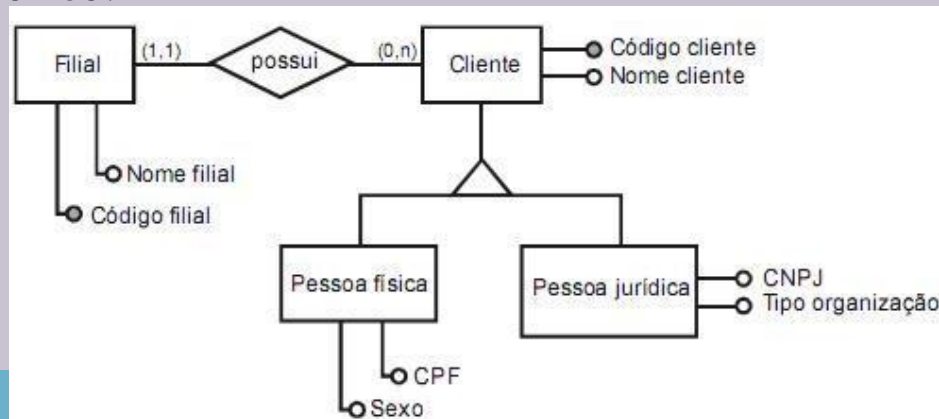 Filial
(1,1)
possui
(0,n)
Cliente
Código cliente
Nome cliente
Nome filial
Código filial
Pessoa física
Pessoa jurídica
CNPJ
Tipo organização
CPF
Sexo